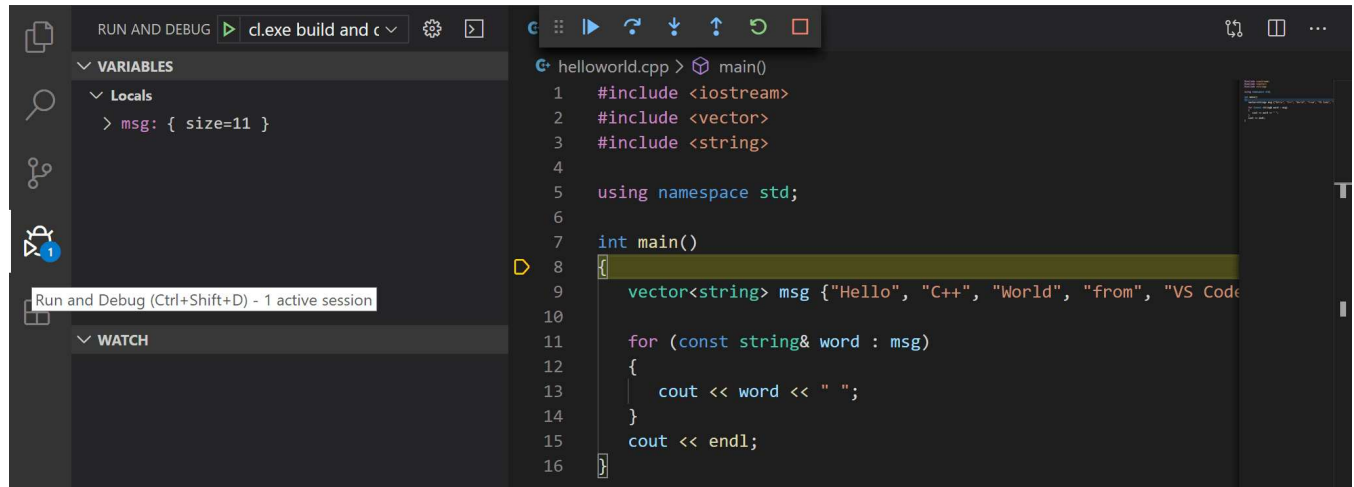 RUN AND DEBUG cl.exe build and c
VARIABLES
Locals
msg: { size=11 }
1
Run and Debug (Ctrl+Shift+D) - 1 active session
WATCH
helloworld.cpp > main()
1 #include <iostream>
2 #include <vector>
3 #include <string>
4
5 using namespace std;
6
7 int main()
8 {
9 vector<string> msg {"Hello", "C++", "World", "from", "VS Code
10
11 for (const string& word : msg)
12 {
13 cout << word << " ";
14 }
15 cout << endl;
16 }